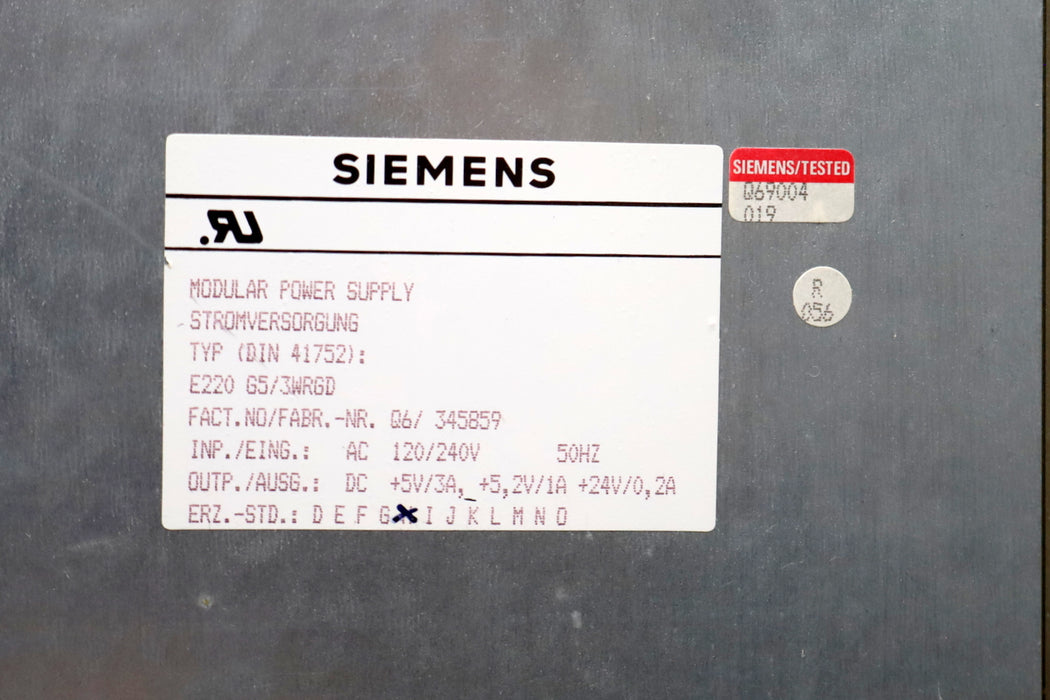 SIEMENS
MODULAR POWER SUPPLY
STROMVERSORGUNG
TYP (DIN 41752):
E220 G5/3WRGD
FACT.NO/FABR.-NR. Q6/ 345859
INP./EING.: AC 120/240V 50HZ
OUTP./AUSG.: DC +5V/3A, +5,2V/1A +24V/0,2A
ERZ.-STD.: D E F G I J K L M N O
SIEMENS/TESTED
Q69004
019
R
056